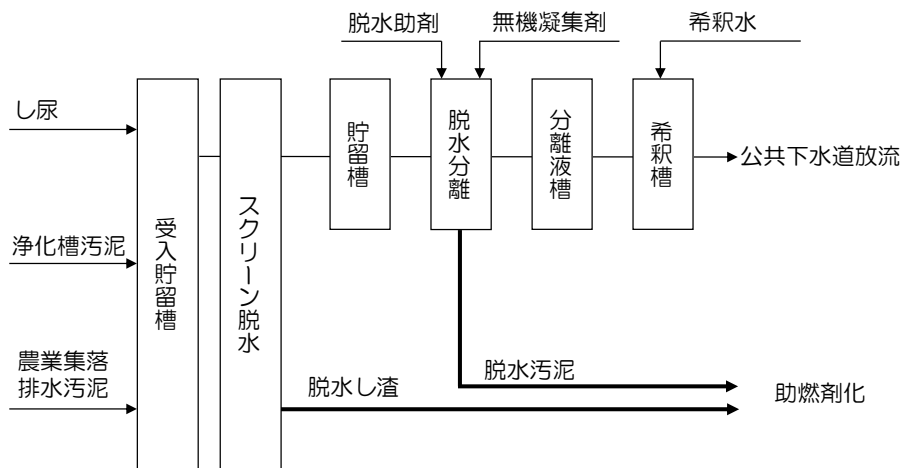 脱水助剤
無機凝集剤
希釈水
し尿
浄化槽汚泥
農業集落
排水汚泥
受入貯留槽
スクリーン脱水
貯留槽
脱水分離
分離液槽
希釈槽
公共下水道放流
脱水汚泥
脱水し渣
助燃剤化